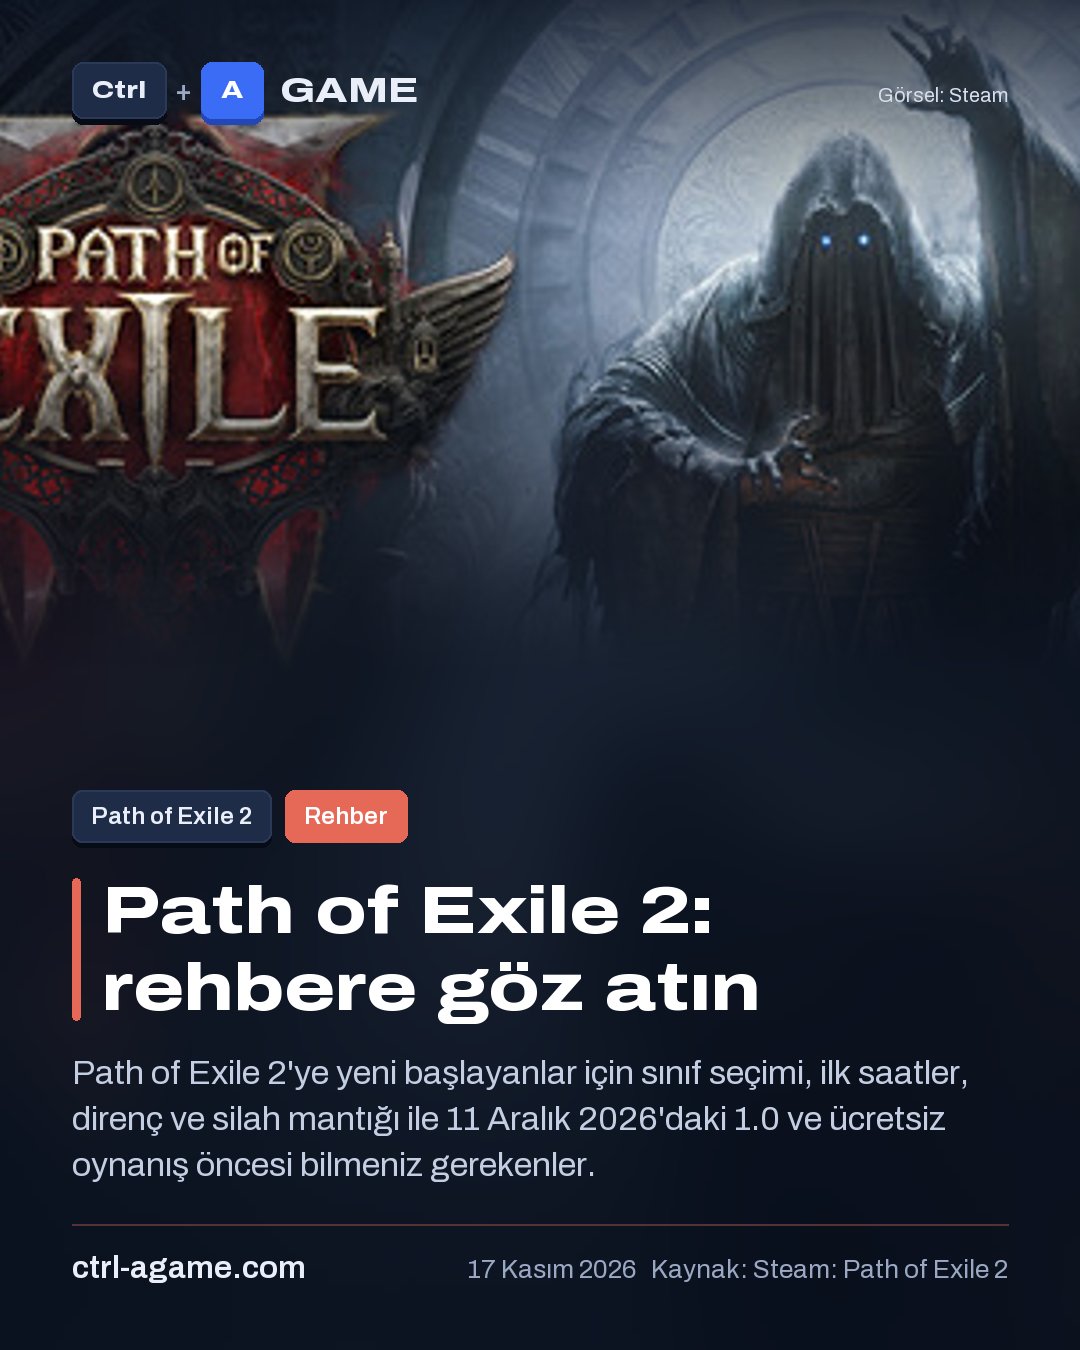 Ctrl + A GAME
Görsel: Steam
PATH OF
EXILE
Path of Exile 2
Rehber
Path of Exile 2:
rehbere göz atın
Path of Exile 2'ye yeni başlayanlar için sınıf seçimi, ilk saatler,
direnç ve silah mantığı ile 11 Aralık 2026'daki 1.0 ve ücretsiz
oynanış öncesi bilmeniz gerekenler.
ctrl-agame.com
17 Kasım 2026 Kaynak: Steam: Path of Exile 2